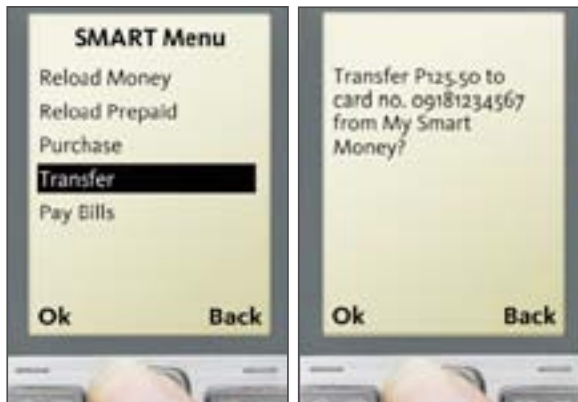 SMART Menu
Reload Money
Reload Prepaid
Purchase
Transfer
Pay Bills
Ok Back
Transfer P125.50 to
card no. 09181234567
from My Smart
Money?
Ok Back